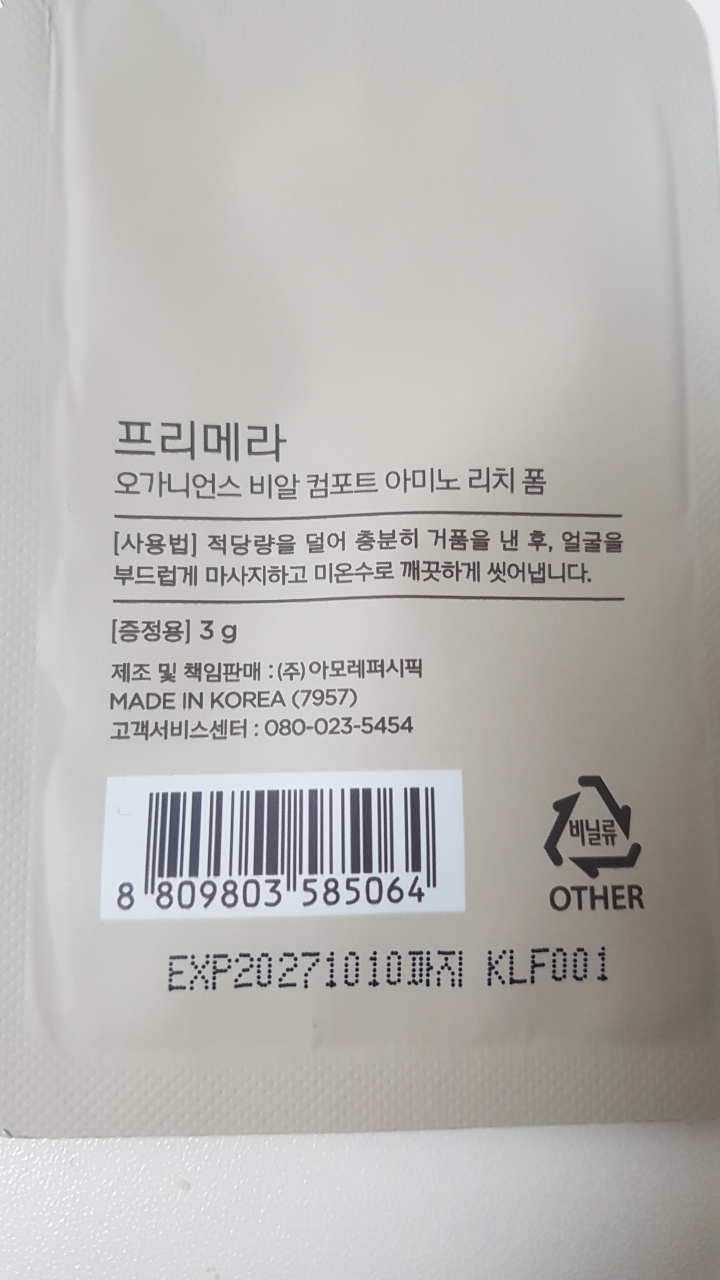 프리메라
오가니언스 비알 컴포트 아미노 리치 폼
[사용법] 적당량을 덜어 충분히 거품을 낸 후, 얼굴을
부드럽게 마사지하고 미온수로 깨끗하게 씻어냅니다.
[증정용] 3 g
제조 및 책임판매 : (주)아모레퍼시픽
MADE IN KOREA (7957)
고객서비스센터 : 080-023-5454
비닐류
8 809803 585064
OTHER
EXP20271010까지 KLF001